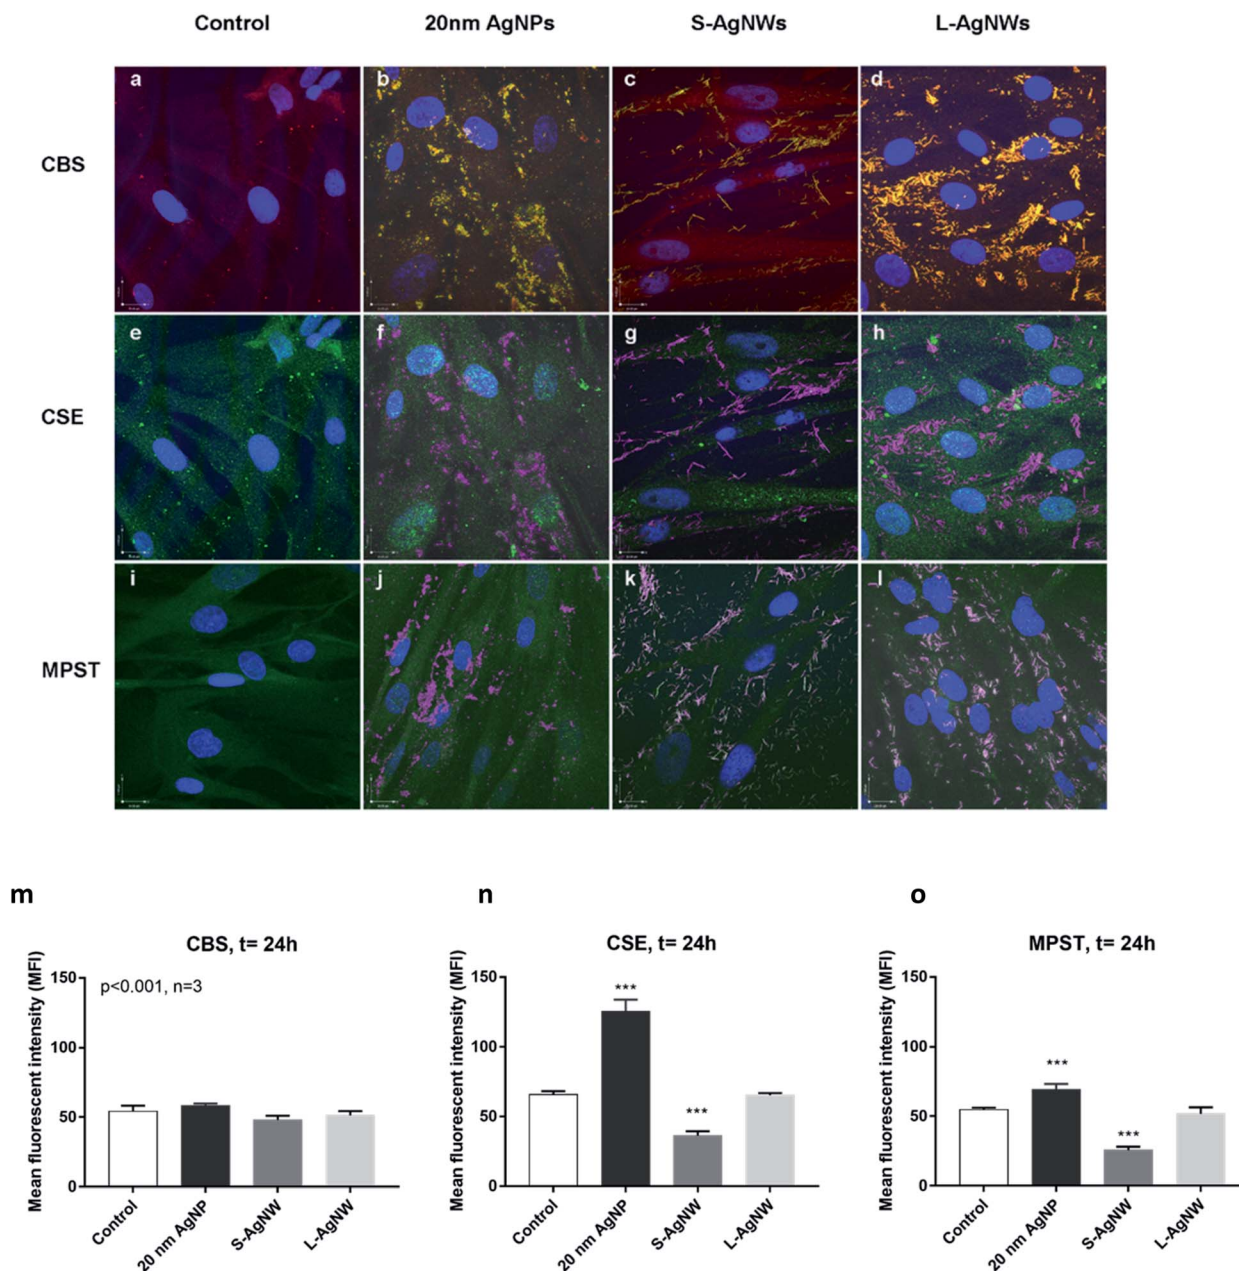 Control 20nm AgNPs S-AgNWs L-AgNWs
a b c d
CBS
e f g h
CSE
i j k l
MPST
m n o
CBS, t= 24h CSE, t= 24h MPST, t= 24h
Mean fluorescent intensity (MFI)
150
100
50
0
p<0.001, n=3
Control 20 nm AgNP S-AgNW L-AgNW
Mean fluorescent intensity (MFI)
150
100
50
0
***
***
Control 20 nm AgNP S-AgNW L-AgNW
Mean fluorescent intensity (MFI)
150
100
50
0
***
***
Control 20 nm AgNP S-AgNW L-AgNW